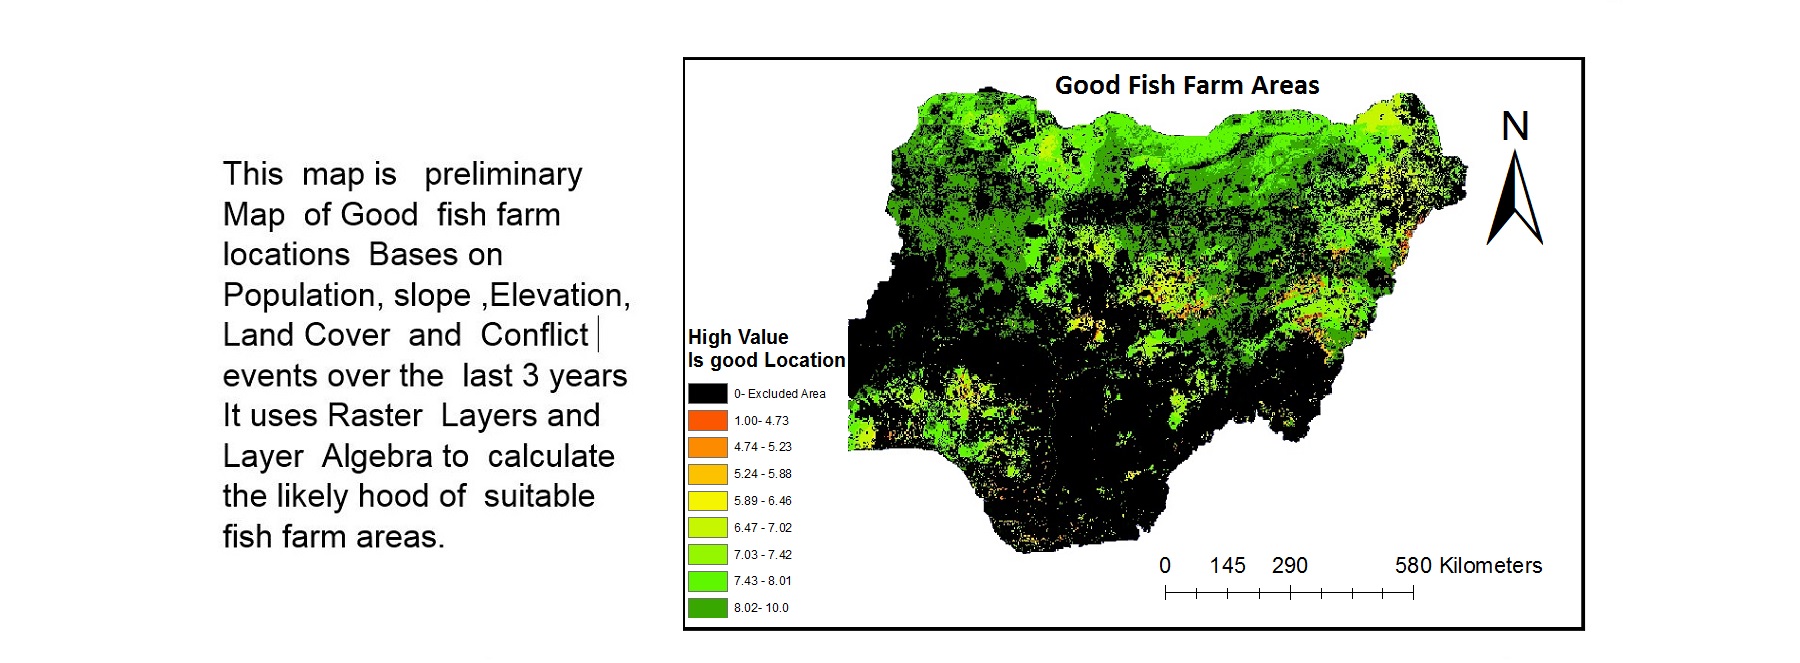 This map is preliminary
Map of Good fish farm
locations Bases on
Population, slope ,Elevation,
Land Cover and Conflict
events over the last 3 years
It uses Raster Layers and
Layer Algebra to calculate
the likely hood of suitable
fish farm areas.
Good Fish Farm Areas
N
High Value
Is good Location
0- Excluded Area
1.00- 4.73
4.74 - 5.23
5.24 - 5.88
5.89 - 6.46
6.47 - 7.02
7.03 - 7.42
7.43 - 8.01
8.02- 10.0
0 145 290 580 Kilometers